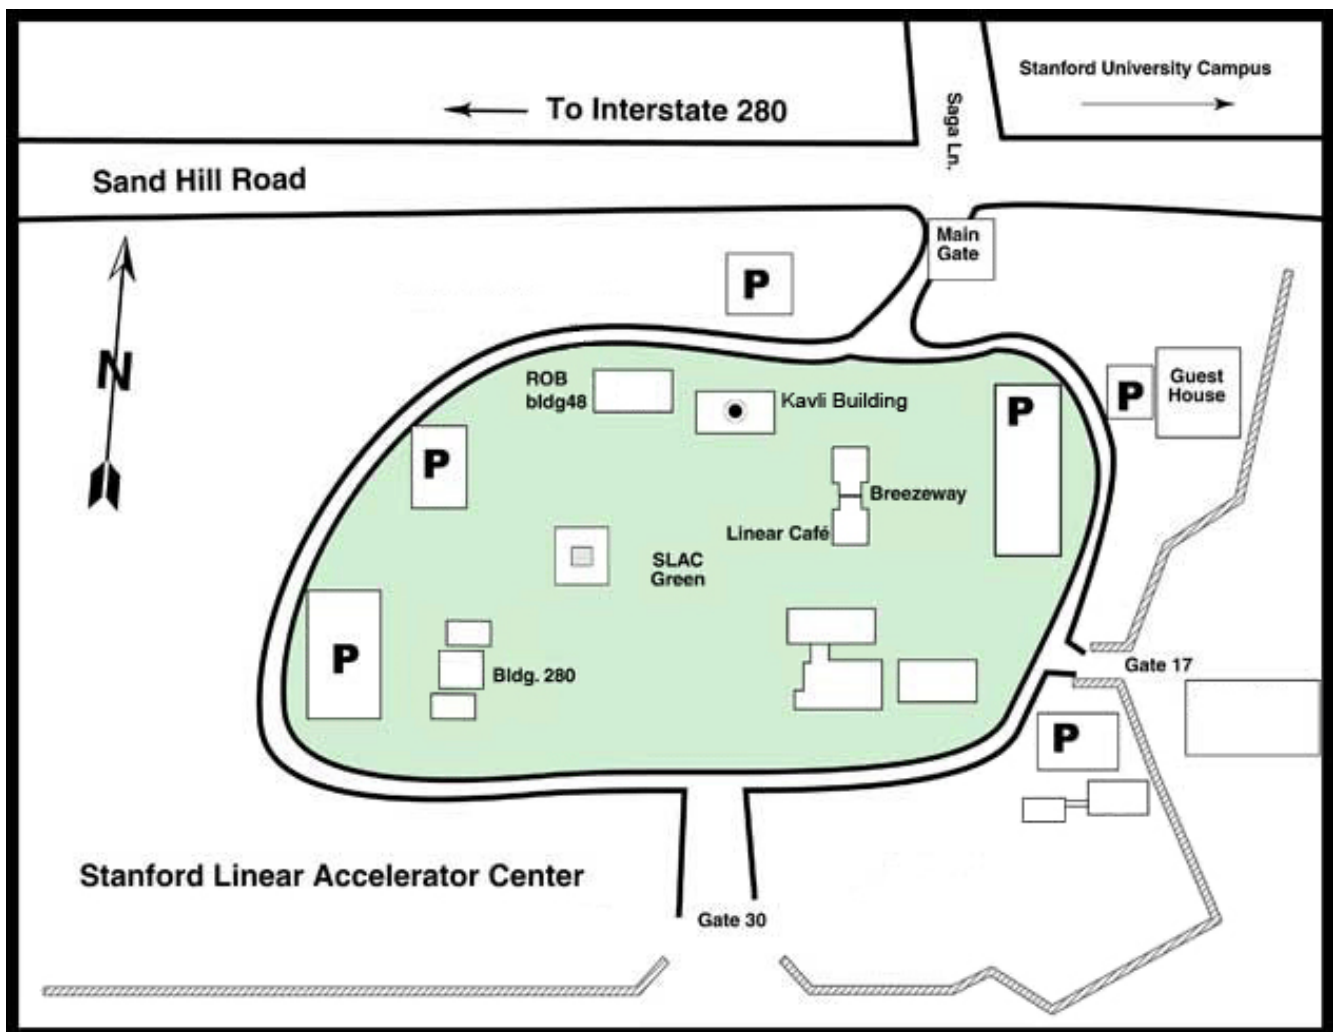 Stanford University Campus
To Interstate 280
Saga Ln.
Sand Hill Road
Main
Gate
P
N
ROB
bldg48
Kavli Building
P
P
Guest
House
P
Breezeway
Linear Café
SLAC
Green
P
Bldg. 280
Gate 17
P
Stanford Linear Accelerator Center
Gate 30